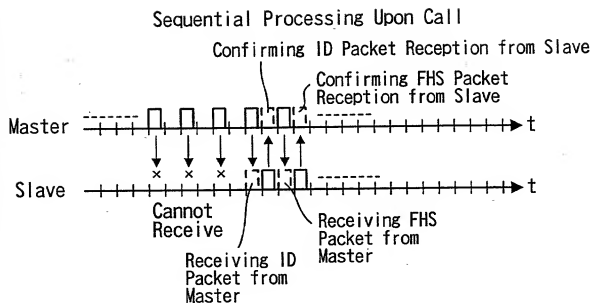 Sequential Processing Upon Call
Confirming ID Packet Reception from Slave
Confirming FHS Packet
Reception from Slave
Master
t
× × ×
Slave
t
Cannot
Receive
Receiving FHS
Packet from
Master
Receiving ID
Packet from
Master